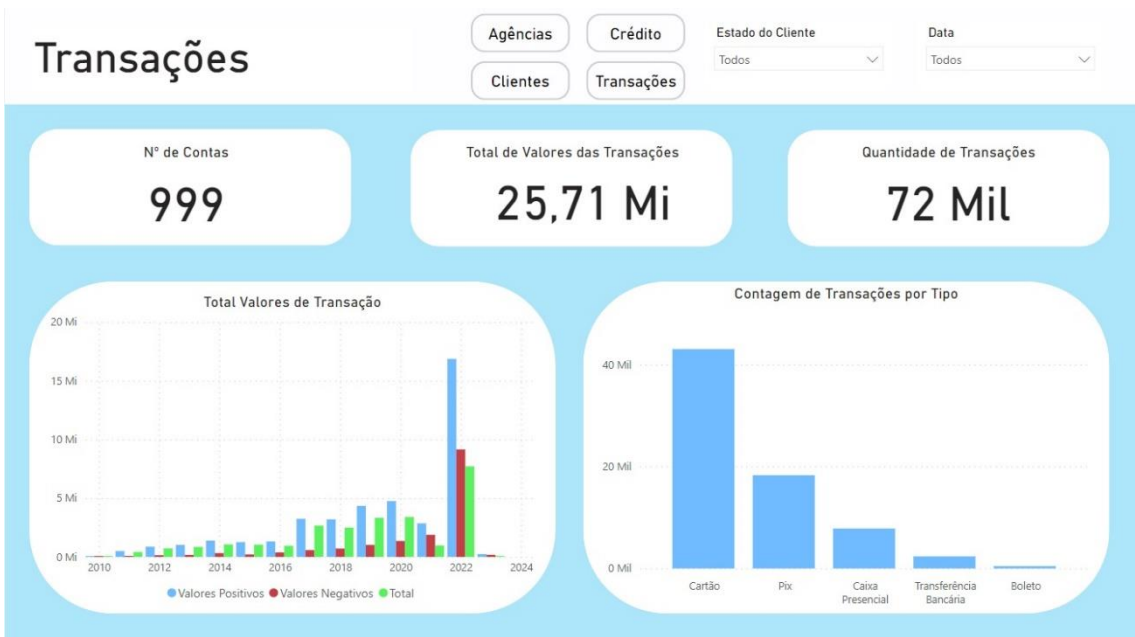 Transações
Agências
Crédito
Clientes
Transações
Estado do Cliente
Todos
Data
Todos
Nº de Contas
999
Total de Valores das Transações
25,71 Mi
Quantidade de Transações
72 Mil
Total Valores de Transação
20 Mi
15 Mi
10 Mi
5 Mi
0 Mi
2010 2012 2014 2016 2018 2020 2022 2024
Valores Positivos Valores Negativos Total
Contagem de Transações por Tipo
40 Mil
20 Mil
0 Mil
Cartão
Pix
Caixa
Presencial
Transferência
Bancária
Boleto